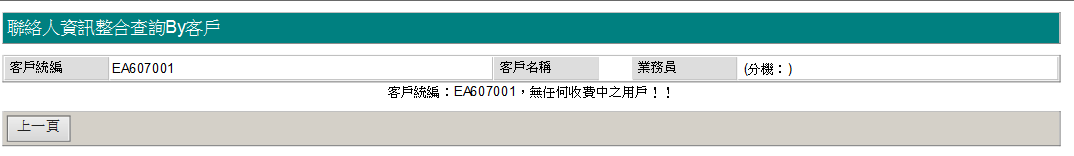 聯絡人資訊整合查詢By客戶
客戶統編 EA607001 客戶名稱 業務員 (分機：)
客戶統編：EA607001，無任何收費中之用戶！！
上一頁